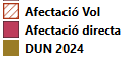 Afectació Vol
Afectació directa
DUN 2024